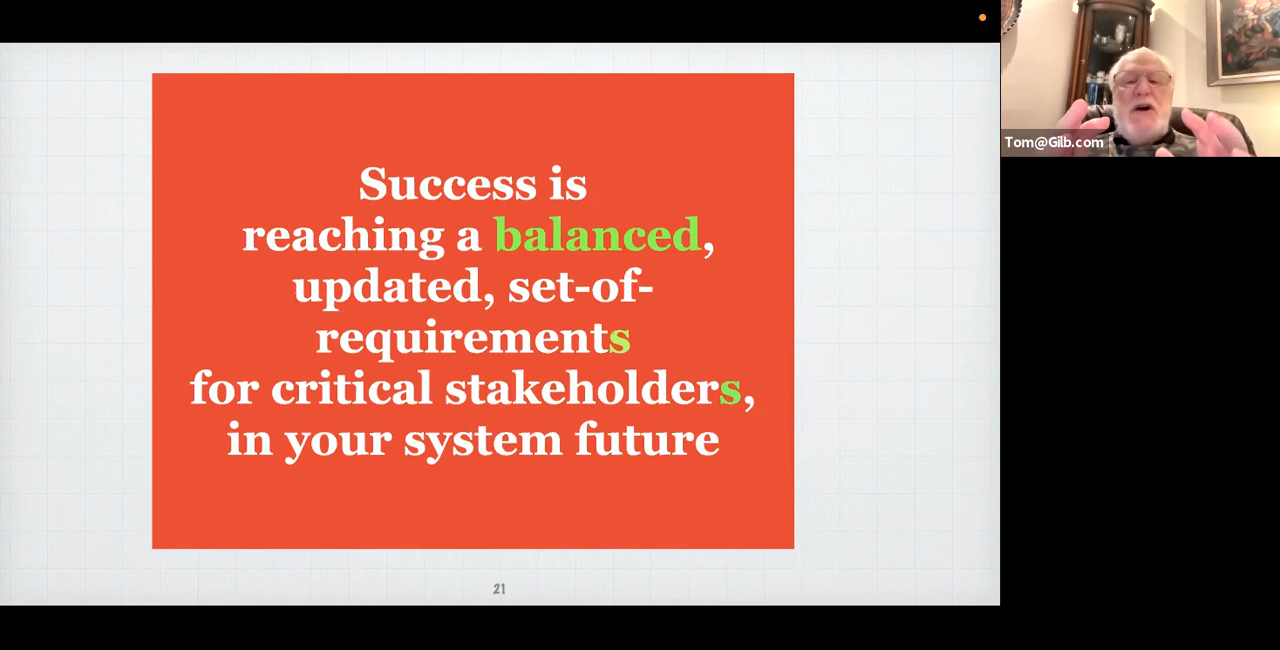 Success is
reaching a balanced,
updated, set-of-
requirements
for critical stakeholders,
in your system future
21
Tom@Gilb.com